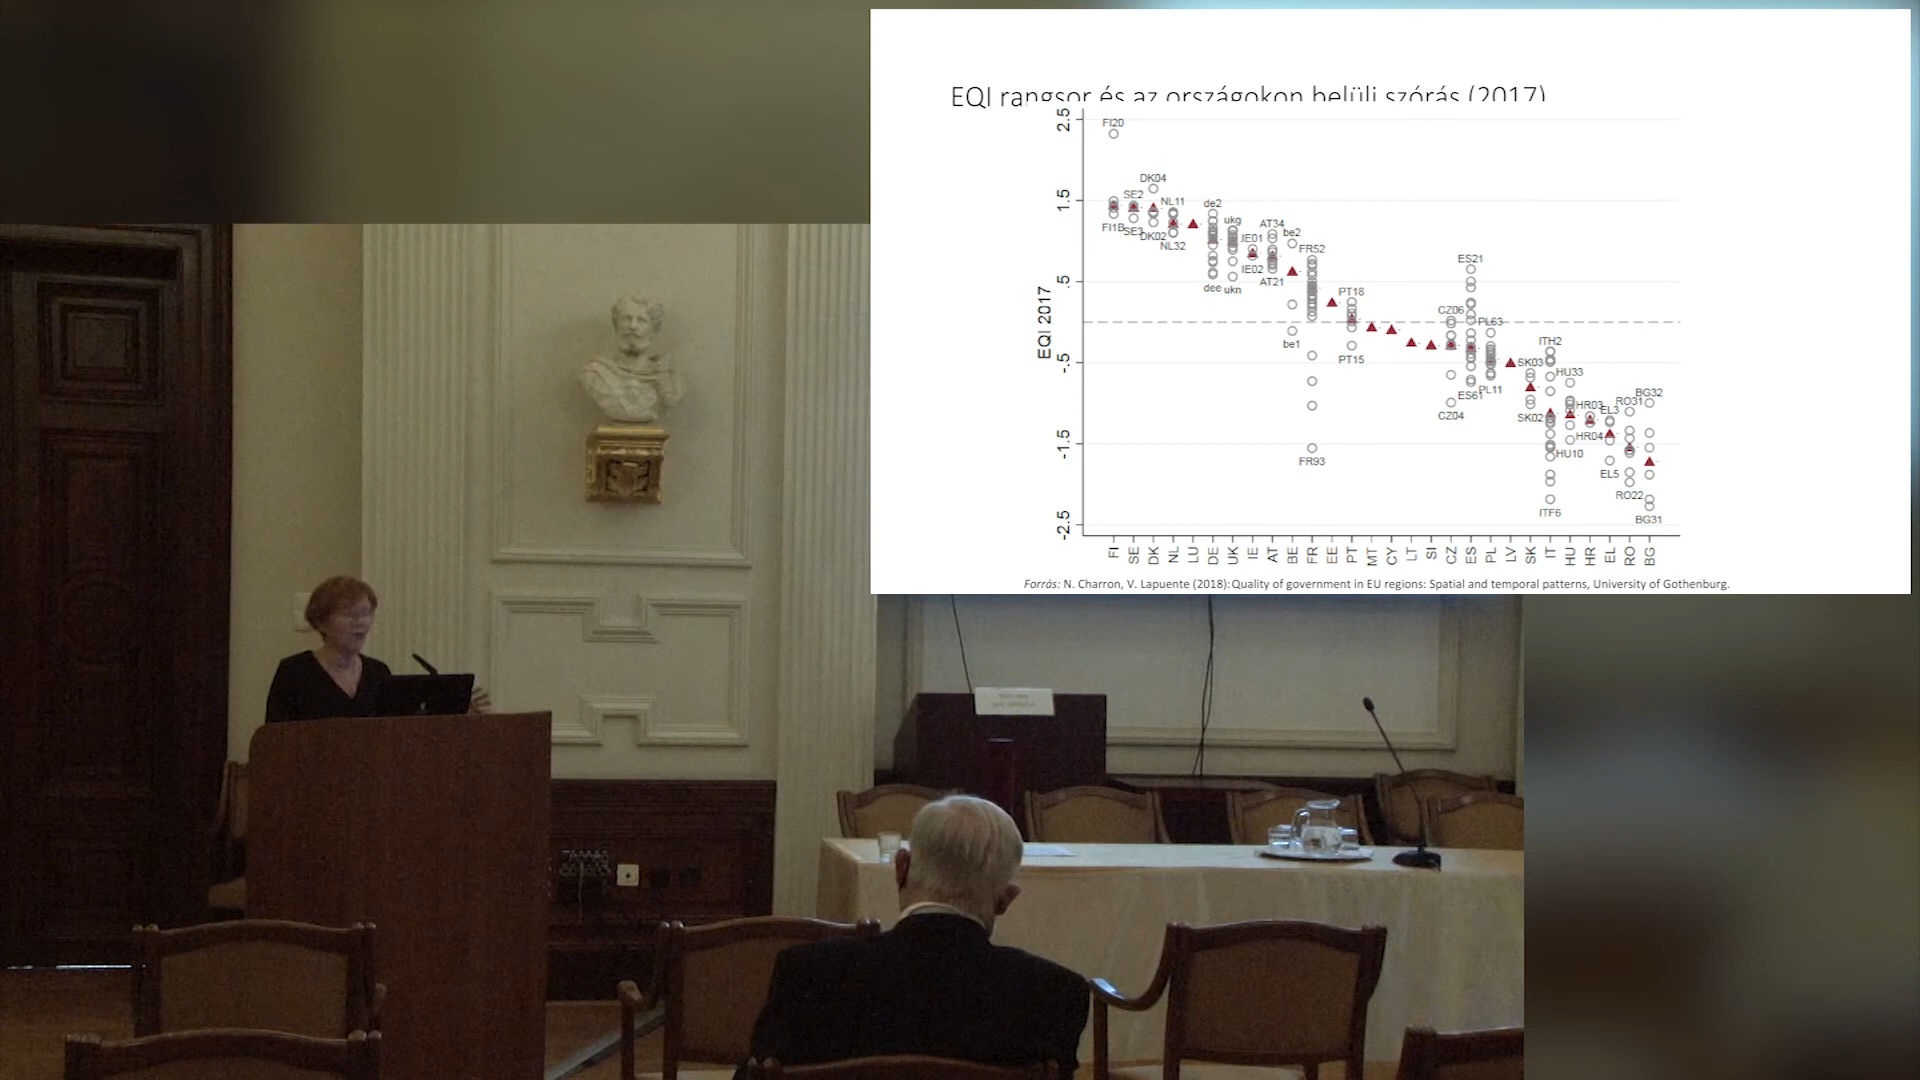 EQI rangsor és az országokon belüli szórás (2017)
EQI 2017
2.5
1.5
.5
-.5
-1.5
-2.5
FI20
FI1B
SE2
SE3
DK04
DK02
NL11
NL32
de2
dee
ukg
ukn
IE01
IE02
AT34
AT21
be2
be1
FR52
FR93
PT18
PT15
CZ06
CZ04
ES21
ES61
PL63
PL11
SK03
SK02
ITH2
ITF6
HU33
HU10
HR03
HR04
EL3
EL5
RO31
RO22
BG32
BG31
FI SE DK NL LU DE UK IE AT BE FR EE PT MT CY LT SI CZ ES PL LV SK IT HU HR EL RO BG
Forrás: N. Charron, V. Lapuente (2018): Quality of government in EU regions: Spatial and temporal patterns, University of Gothenburg.